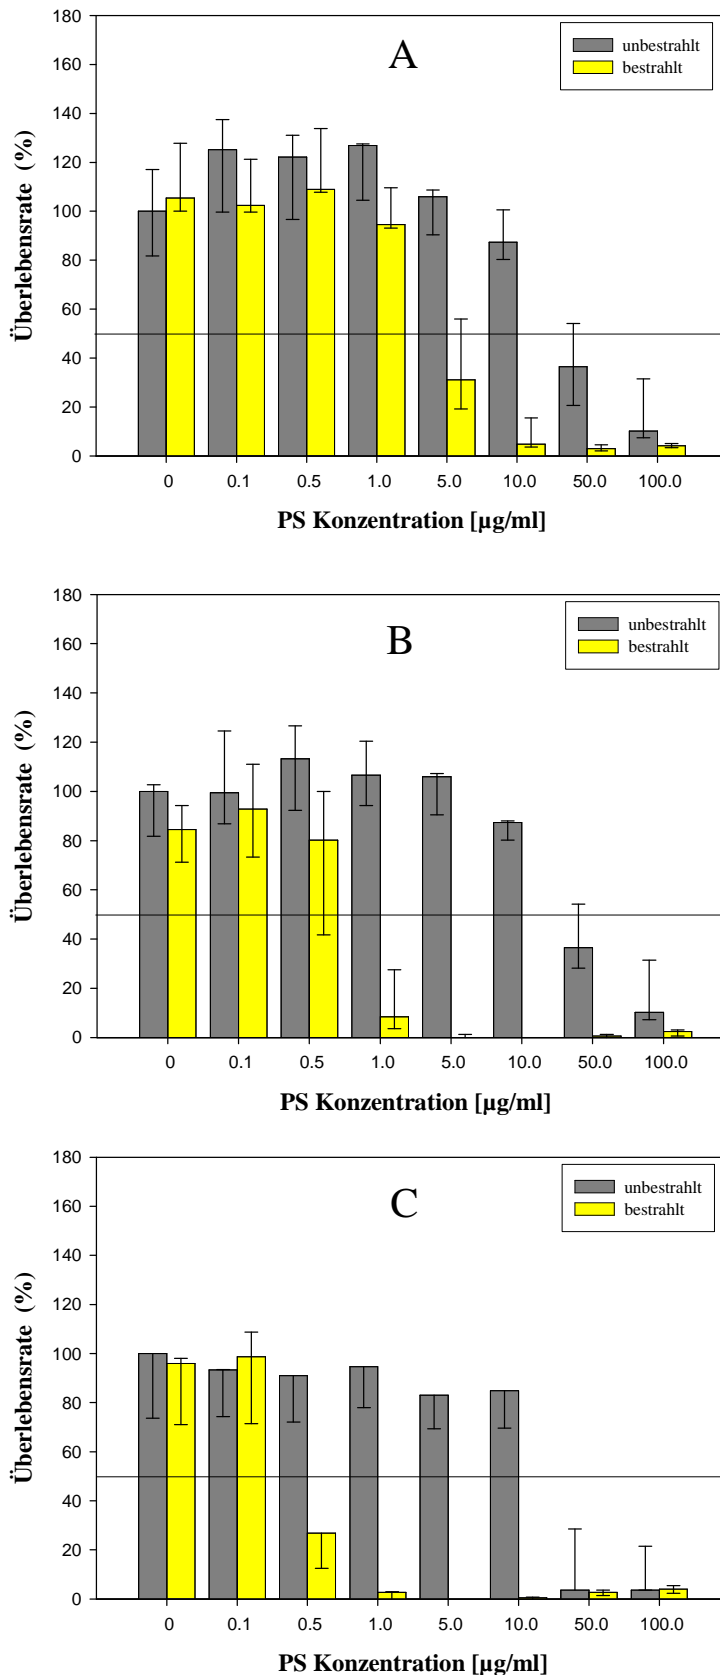 A
unbestrahlt
bestrahlt
Überlebensrate (%)
180
160
140
120
100
80
60
40
20
0
0 0.1 0.5 1.0 5.0 10.0 50.0 100.0
PS Konzentration [µg/ml]
B
unbestrahlt
bestrahlt
Überlebensrate (%)
180
160
140
120
100
80
60
40
20
0
0 0.1 0.5 1.0 5.0 10.0 50.0 100.0
PS Konzentration [µg/ml]
C
unbestrahlt
bestrahlt
Überlebensrate (%)
180
160
140
120
100
80
60
40
20
0
0 0.1 0.5 1.0 5.0 10.0 50.0 100.0
PS Konzentration [µg/ml]